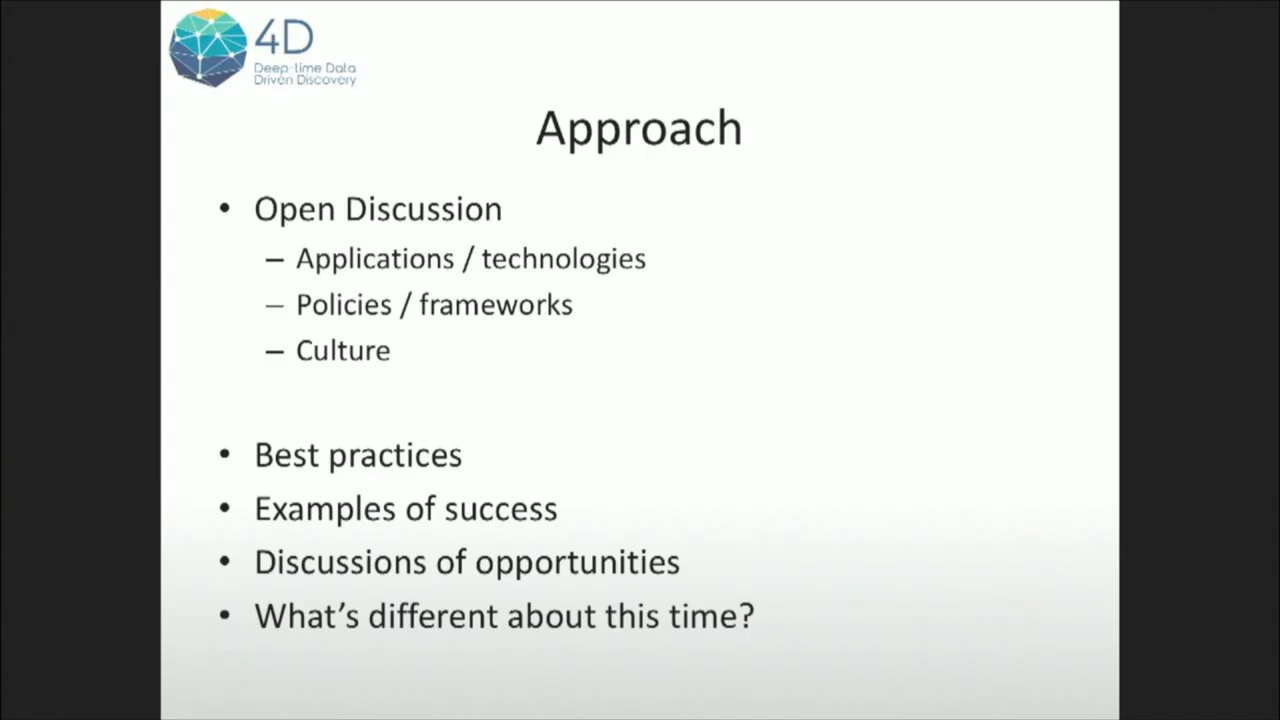 4D
Deep-time Data
Driven Discovery
Approach
• Open Discussion
– Applications / technologies
– Policies / frameworks
– Culture
• Best practices
• Examples of success
• Discussions of opportunities
• What’s different about this time?